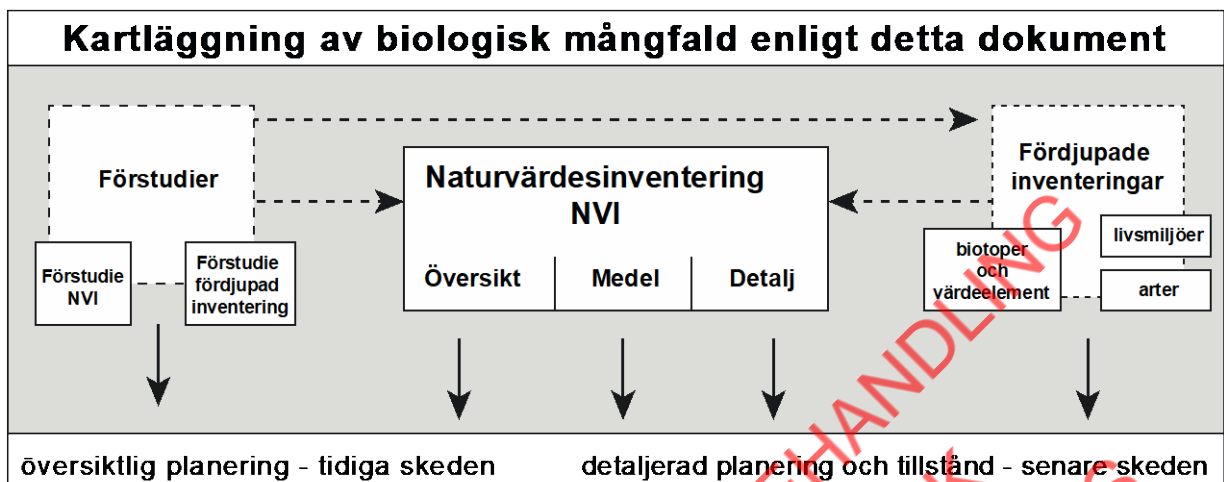 Kartläggning av biologisk mångfald enligt detta dokument
Förstudier
Förstudie
NVI
Förstudie
fördjupad
inventering
Naturvärdesinventering
NVI
Översikt
Medel
Detalj
Fördjupade
inventeringar
biotoper
och
värdeelement
livsmiljöer
arter
översiktlig planering - tidiga skeden
detaljerad planering och tillstånd - senare skeden